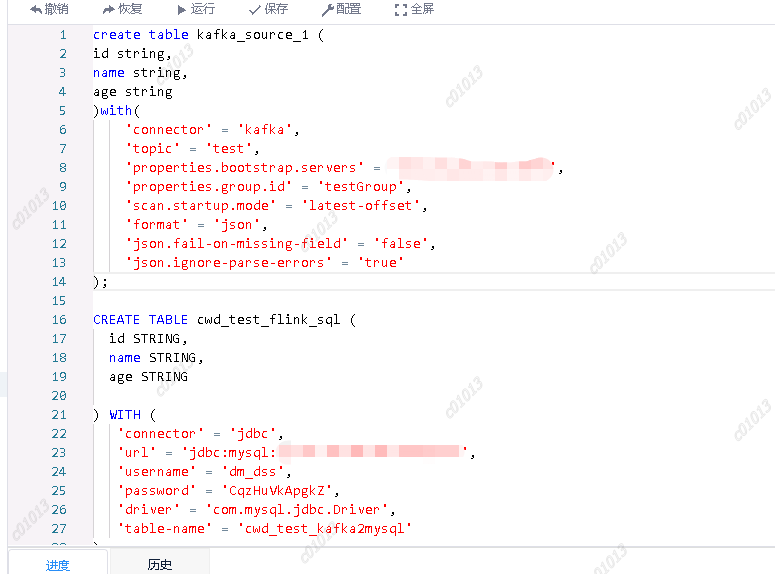 撤销 恢复 运行 保存 配置 全屏
1 create table kafka_source_1 (
2 id string,
3 name string,
4 age string
5 )with(
6 'connector' = 'kafka',
7 'topic' = 'test',
8 'properties.bootstrap.servers' = ',
9 'properties.group.id' = 'testGroup',
10 'scan.startup.mode' = 'latest-offset',
11 'format' = 'json',
12 'json.fail-on-missing-field' = 'false',
13 'json.ignore-parse-errors' = 'true'
14 );
15
16 CREATE TABLE cwd_test_flink_sql (
17 id STRING,
18 name STRING,
19 age STRING
20
21 ) WITH (
22 'connector' = 'jdbc',
23 'url' = 'jdbc:mysql: ',
24 'username' = 'dm_dss',
25 'password' = 'CqzHuVkApgkZ',
26 'driver' = 'com.mysql.jdbc.Driver',
27 'table-name' = 'cwd_test_kafka2mysql'
进度 历史
c01013
c01013
c01013
c01013
c01013
c01013
c01013
c01013
c01013
c01013
c01013
c01013